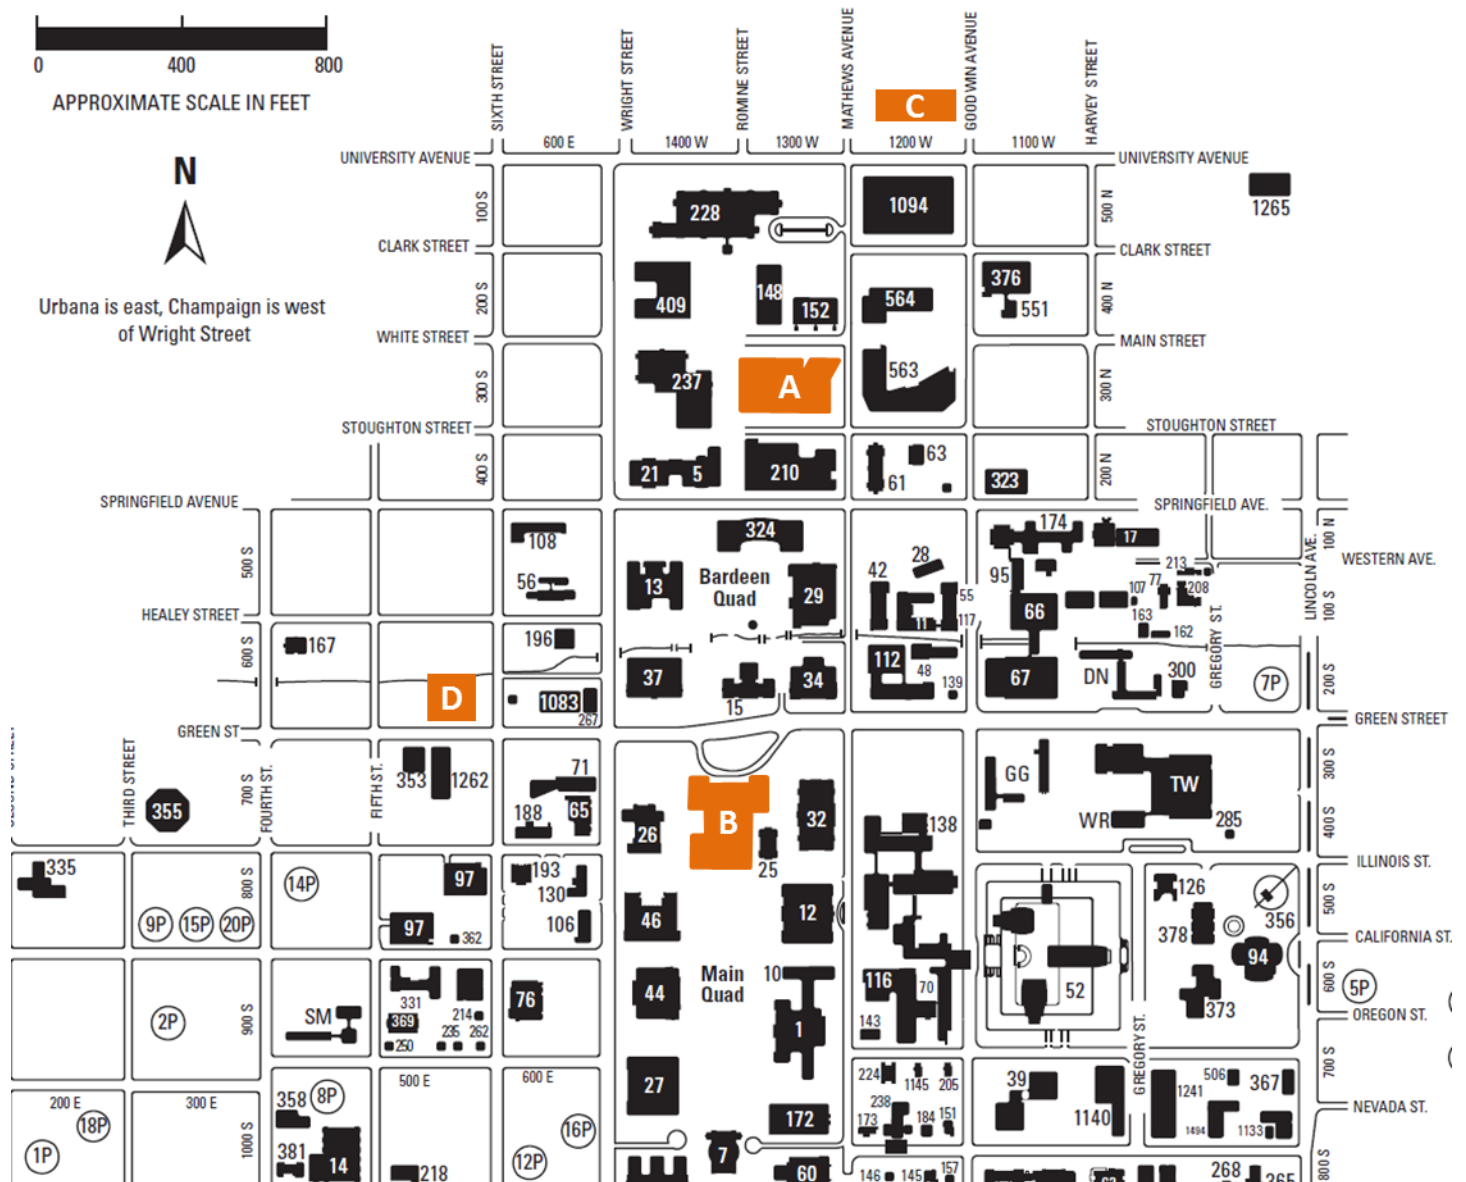 0 400 800
APPROXIMATE SCALE IN FEET
N
Urbana is east, Champaign is west
of Wright Street
SIXTH STREET
WRIGHT STREET
ROMINE STREET
MATHEWS AVENUE
GOODWIN AVENUE
HARVEY STREET
C
600 E 1400 W 1300 W 1200 W 1100 W
UNIVERSITY AVENUE UNIVERSITY AVENUE
100 S 228 1094 500 N 1265
CLARK STREET CLARK STREET
200 S 409 148 152 564 376 551 400 N
WHITE STREET MAIN STREET
300 S 237 A 563 300 N
STOUGHTON STREET STOUGHTON STREET
400 S 21 5 210 61 63 323 200 N
SPRINGFIELD AVENUE SPRINGFIELD AVE.
500 S 108 324 174 17 100 N
LINCOLN AVE.
WESTERN AVE.
56 13 Bardeen
Quad 29 42 28 55 11 117 95 66 107 77 213 208 163 162 100 S
HEALEY STREET
600 S 167 196
GREGORY ST.
D 1083 267 37 15 34 112 48 139 67 DN 300 7P 200 S
GREEN ST GREEN STREET
THIRD STREET
FOURTH ST.
FIFTH ST.
700 S 355 353 1262 71 188 65 26 B 25 32 138 GG WR TW 285 300 S 400 S
ILLINOIS ST.
335 800 S 14P 97 193 130 46 12 126 356 500 S
9P 15P 20P 97 362 106 378
CALIFORNIA ST.
94
2P 900 S SM 331 369 214 250 235 262 76 44 Main
Quad 10 1 116 70 143 52 373 600 S 5P
OREGON ST.
GREGORY ST.
200 E 300 E 500 E 600 E
27 224 1145 205 39 1140 1241 506 367 700 S
358 8P 238 173 184 151 1494 1133
NEVADA ST.
18P 1P 1000 S 381 14 218 12P 16P 172 7 60 146 145 157 268 365 800 S